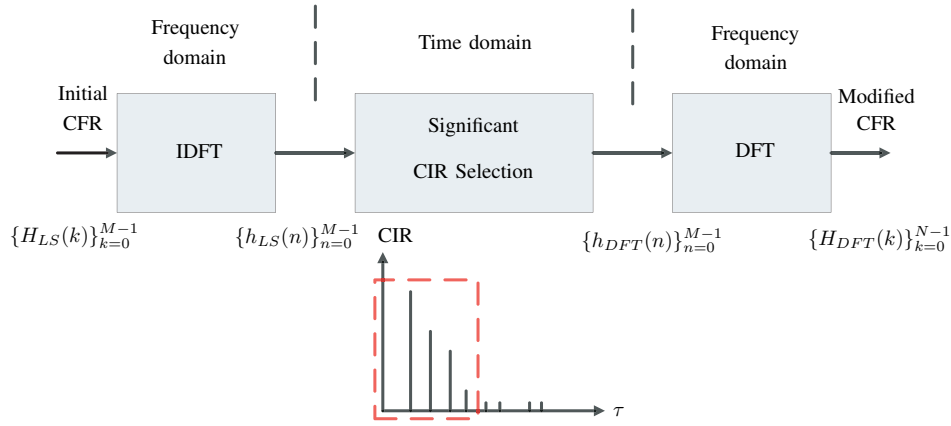 Frequency
domain
Time domain
Frequency
domain
Initial
CFR
IDFT
Significant
CIR Selection
DFT
Modified
CFR
$\{H_{LS}(k)\}_{k=0}^{M-1}$
$\{h_{LS}(n)\}_{n=0}^{M-1}$
CIR
$\{h_{DFT}(n)\}_{n=0}^{M-1}$
$\{H_{DFT}(k)\}_{k=0}^{N-1}$
τ